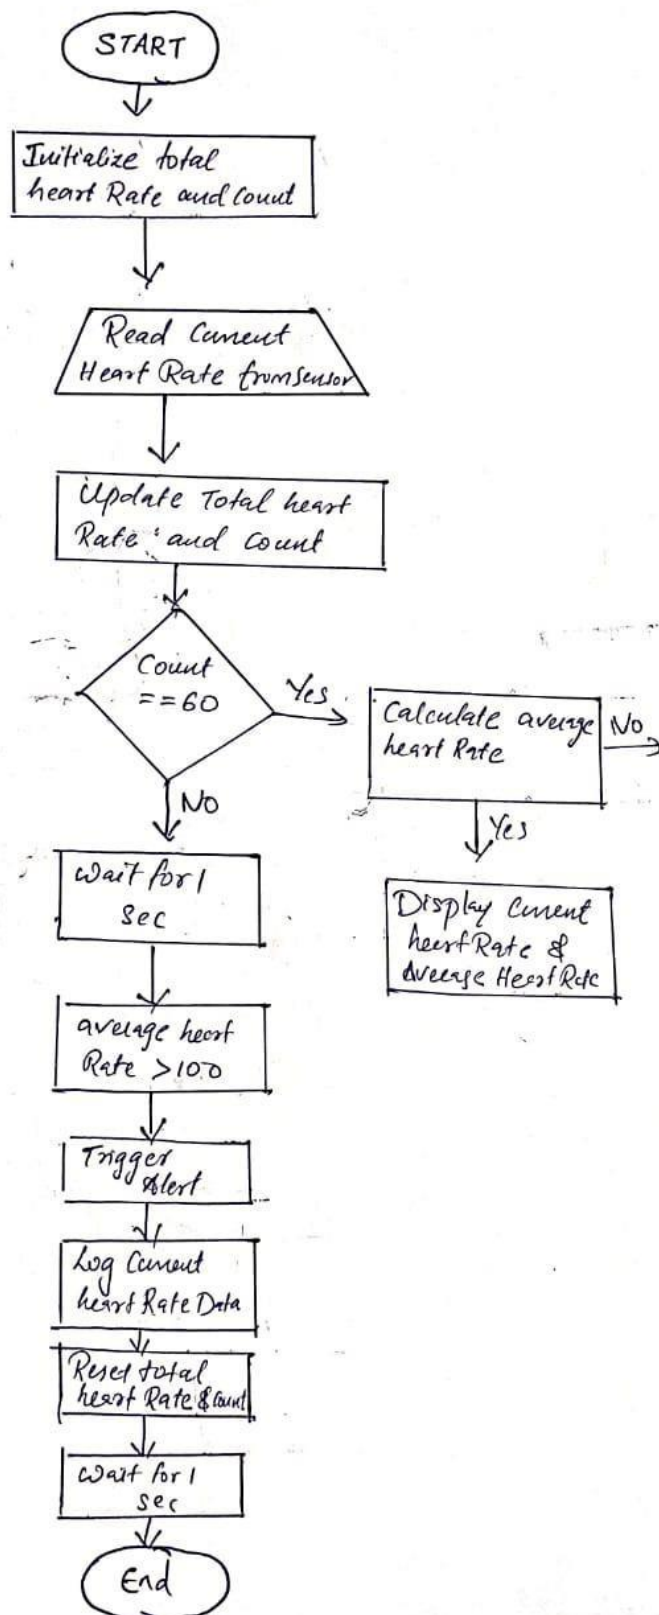 START
Initialize total
heart Rate and Count
Read Current
Heart Rate from sensor
Update Total heart
Rate and Count
Count
==60
Yes
Calculate average
heart Rate
No
No
Yes
Wait for 1
sec
Display Current
heart Rate &
Average Heart Rate
average heart
Rate >100
Trigger
Alert
Log Current
heart Rate Data
Reset total
heart Rate & Count
Wait for 1
sec
End